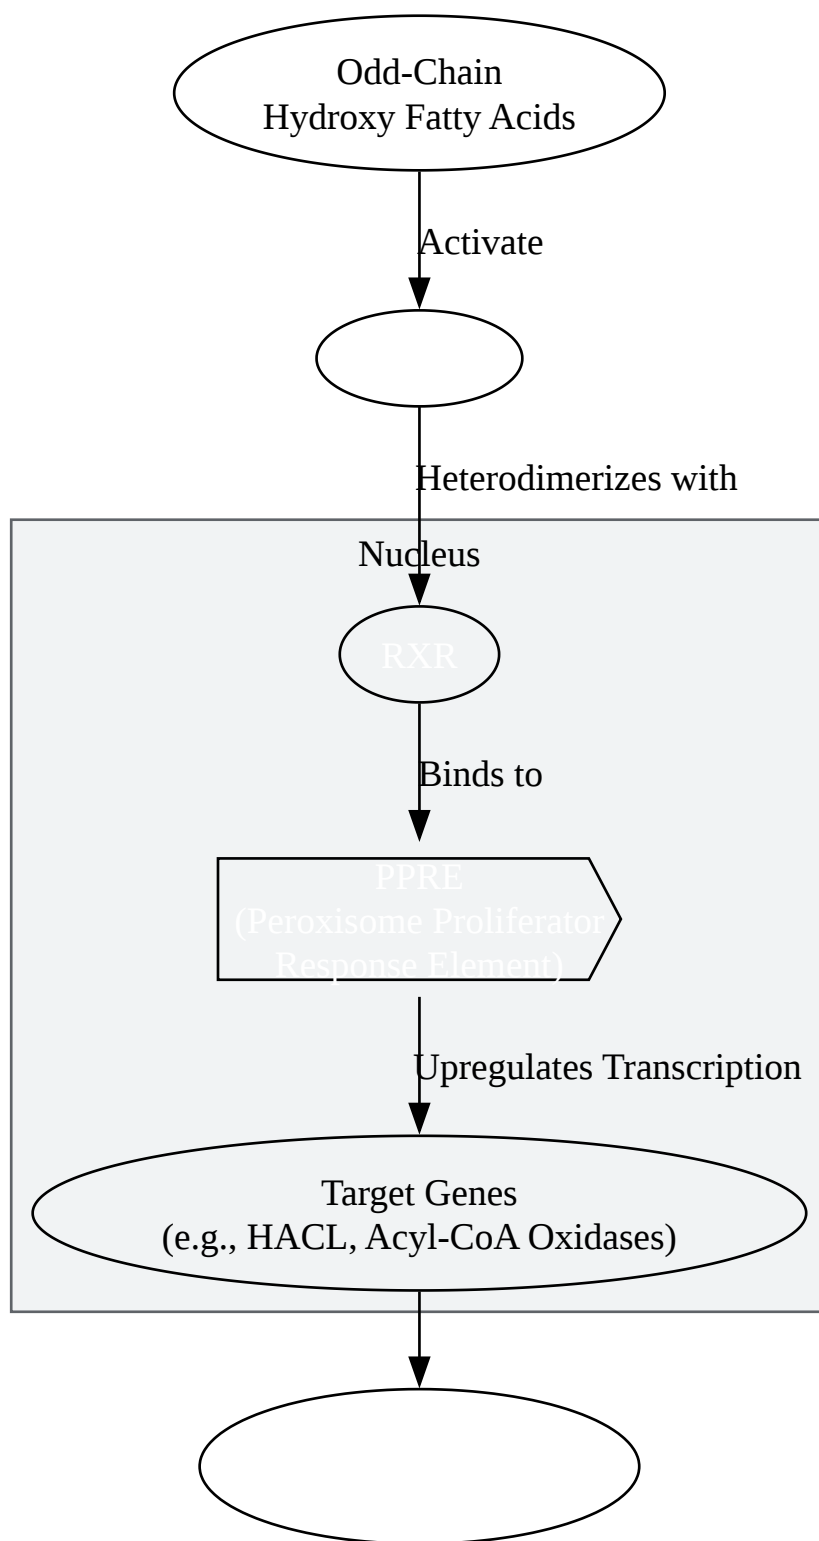 Odd-Chain
Hydroxy Fatty Acids
Activate
Heterodimerizes with
Nucleus
RXR
Binds to
PPRE
(Peroxisome Proliferator
Response Element)
Upregulates Transcription
Target Genes
(e.g., HACL, Acyl-CoA Oxidases)